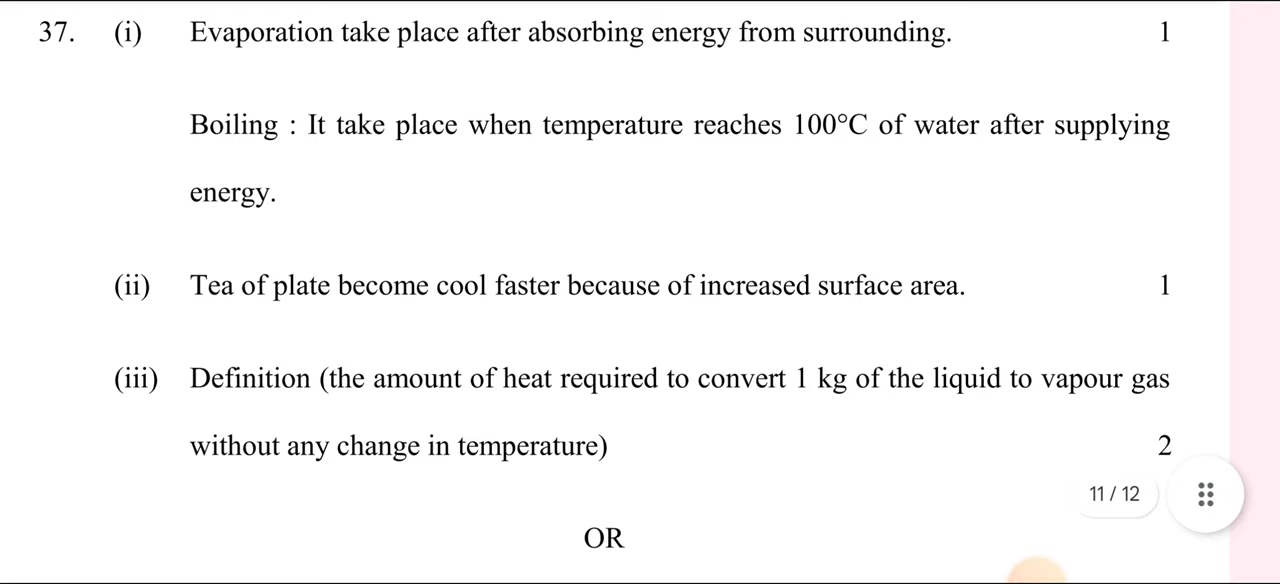 37. (i) Evaporation take place after absorbing energy from surrounding. 1
Boiling : It take place when temperature reaches 100°C of water after supplying
energy.
(ii) Tea of plate become cool faster because of increased surface area. 1
(iii) Definition (the amount of heat required to convert 1 kg of the liquid to vapour gas
without any change in temperature) 2
11 / 12
OR